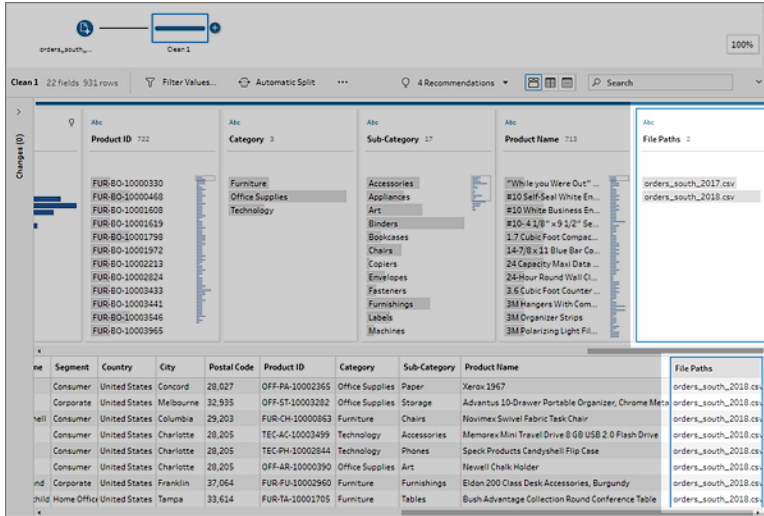 orders_south_...
Clean 1
100%
Clean 1 22 fields 931 rows Filter Values... Automatic Split ... 4 Recommendations Search
Changes (0)
Abc Abc Abc Abc Abc
Product ID 722 Category 3 Sub-Category 17 Product Name 713 File Paths 2
FUR-BO-10000330 Furniture Accessories "While you Were Out" ... orders_south_2017.csv
FUR-BO-10000468 Office Supplies Appliances #10 Self-Seal White En... orders_south_2018.csv
FUR-BO-10001608 Technology Art #10 White Business En...
FUR-BO-10001619 Binders #10- 4 1/8" x 9 1/2" Se...
FUR-BO-10001798 Bookcases 1.7 Cubic Foot Compac...
FUR-BO-10001972 Chairs 14-7/8 x 11 Blue Bar Co...
FUR-BO-10002213 Copiers 24 Capacity Maxi Data ...
FUR-BO-10002824 Envelopes 24-Hour Round Wall Cl...
FUR-BO-10003433 Fasteners 3.6 Cubic Foot Counter ...
FUR-BO-10003441 Furnishings 3M Hangers With Com...
FUR-BO-10003546 Labels 3M Organizer Strips
FUR-BO-10003965 Machines 3M Polarizing Light Fil...
me Segment Country City Postal Code Product ID Category Sub-Category Product Name File Paths
Consumer United States Concord 28,027 OFF-PA-10002365 Office Supplies Paper Xerox 1967 orders_south_2018.csv
Corporate United States Melbourne 32,935 OFF-ST-10003282 Office Supplies Storage Advantus 10-Drawer Portable Organizer, Chrome Meta orders_south_2018.csv
nell Consumer United States Columbia 29,203 FUR-CH-10000863 Furniture Chairs Novimex Swivel Fabric Task Chair orders_south_2018.csv
Consumer United States Charlotte 28,205 TEC-AC-10003499 Technology Accessories Memorex Mini Travel Drive 8 GB USB 2.0 Flash Drive orders_south_2018.csv
Consumer United States Charlotte 28,205 TEC-PH-10002844 Technology Phones Speck Products Candyshell Flip Case orders_south_2018.csv
Consumer United States Charlotte 28,205 OFF-AR-10000390 Office Supplies Art Newell Chalk Holder orders_south_2018.csv
nd Corporate United States Franklin 37,064 FUR-FU-10002960 Furniture Furnishings Eldon 200 Class Desk Accessories, Burgundy orders_south_2018.csv
child Home Office United States Tampa 33,614 FUR-TA-10001705 Furniture Tables Bush Advantage Collection Round Conference Table orders_south_2018.csv